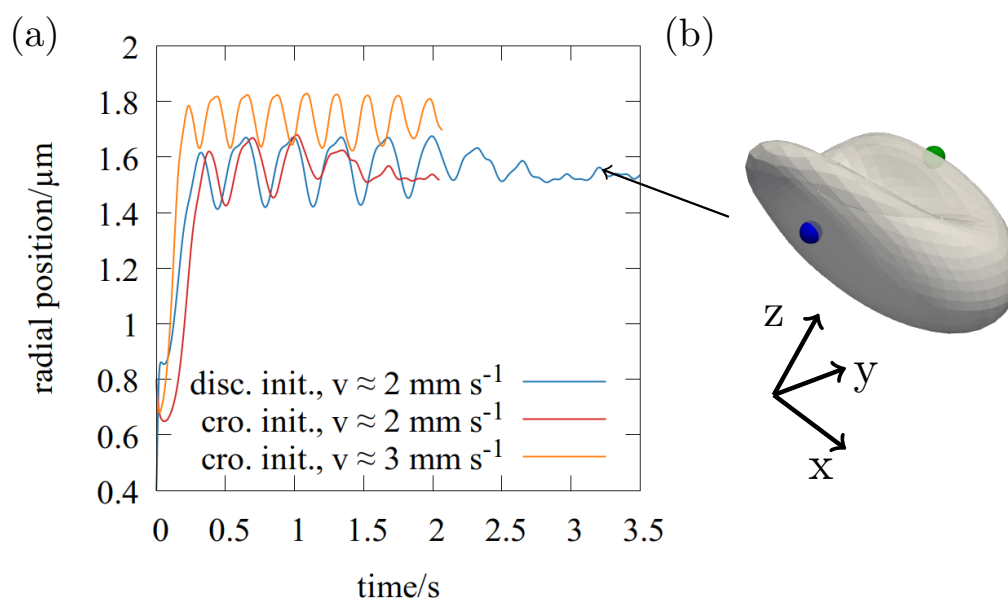 (a)
(b)
radial position/µm
2
1.8
1.6
1.4
1.2
1
0.8
0.6
0.4
disc. init., v ≈ 2 mm s⁻¹
cro. init., v ≈ 2 mm s⁻¹
cro. init., v ≈ 3 mm s⁻¹
0 0.5 1 1.5 2 2.5 3 3.5
time/s
z
y
x